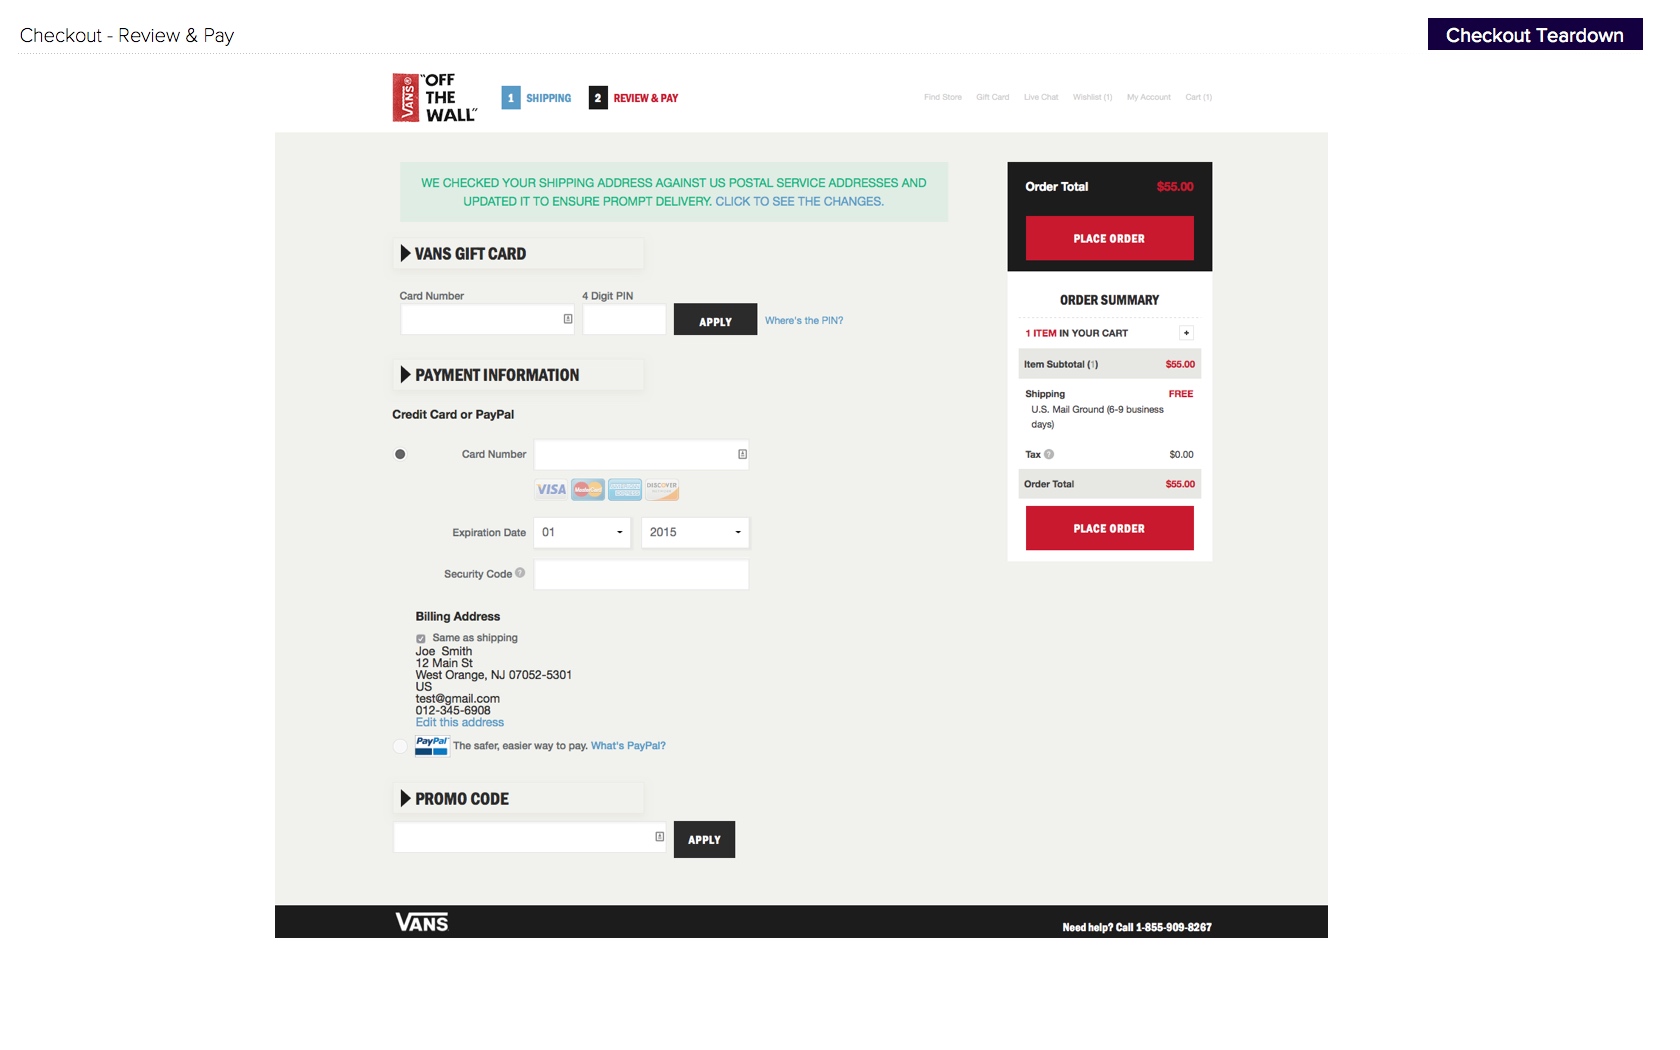 Checkout - Review & Pay
Checkout Teardown
VANS®
"OFF
THE
WALL"
1 SHIPPING
2 REVIEW & PAY
Find Store Gift Card Live Chat Wishlist (1) My Account Cart (1)
WE CHECKED YOUR SHIPPING ADDRESS AGAINST US POSTAL SERVICE ADDRESSES AND
UPDATED IT TO ENSURE PROMPT DELIVERY. CLICK TO SEE THE CHANGES.
VANS GIFT CARD
Card Number 4 Digit PIN
APPLY Where's the PIN?
PAYMENT INFORMATION
Credit Card or PayPal
Card Number
VISA MasterCard DISCOVER
Expiration Date 01 2015
Security Code ?
Billing Address
Same as shipping
Joe Smith
12 Main St
West Orange, NJ 07052-5301
US
test@gmail.com
012-345-6908
Edit this address
PayPal The safer, easier way to pay. What's PayPal?
PROMO CODE
APPLY
Order Total $55.00
PLACE ORDER
ORDER SUMMARY
1 ITEM IN YOUR CART +
Item Subtotal (1) $55.00
Shipping FREE
U.S. Mail Ground (6-9 business
days)
Tax ? $0.00
Order Total $55.00
PLACE ORDER
VANS
Need help? Call 1-855-909-8267